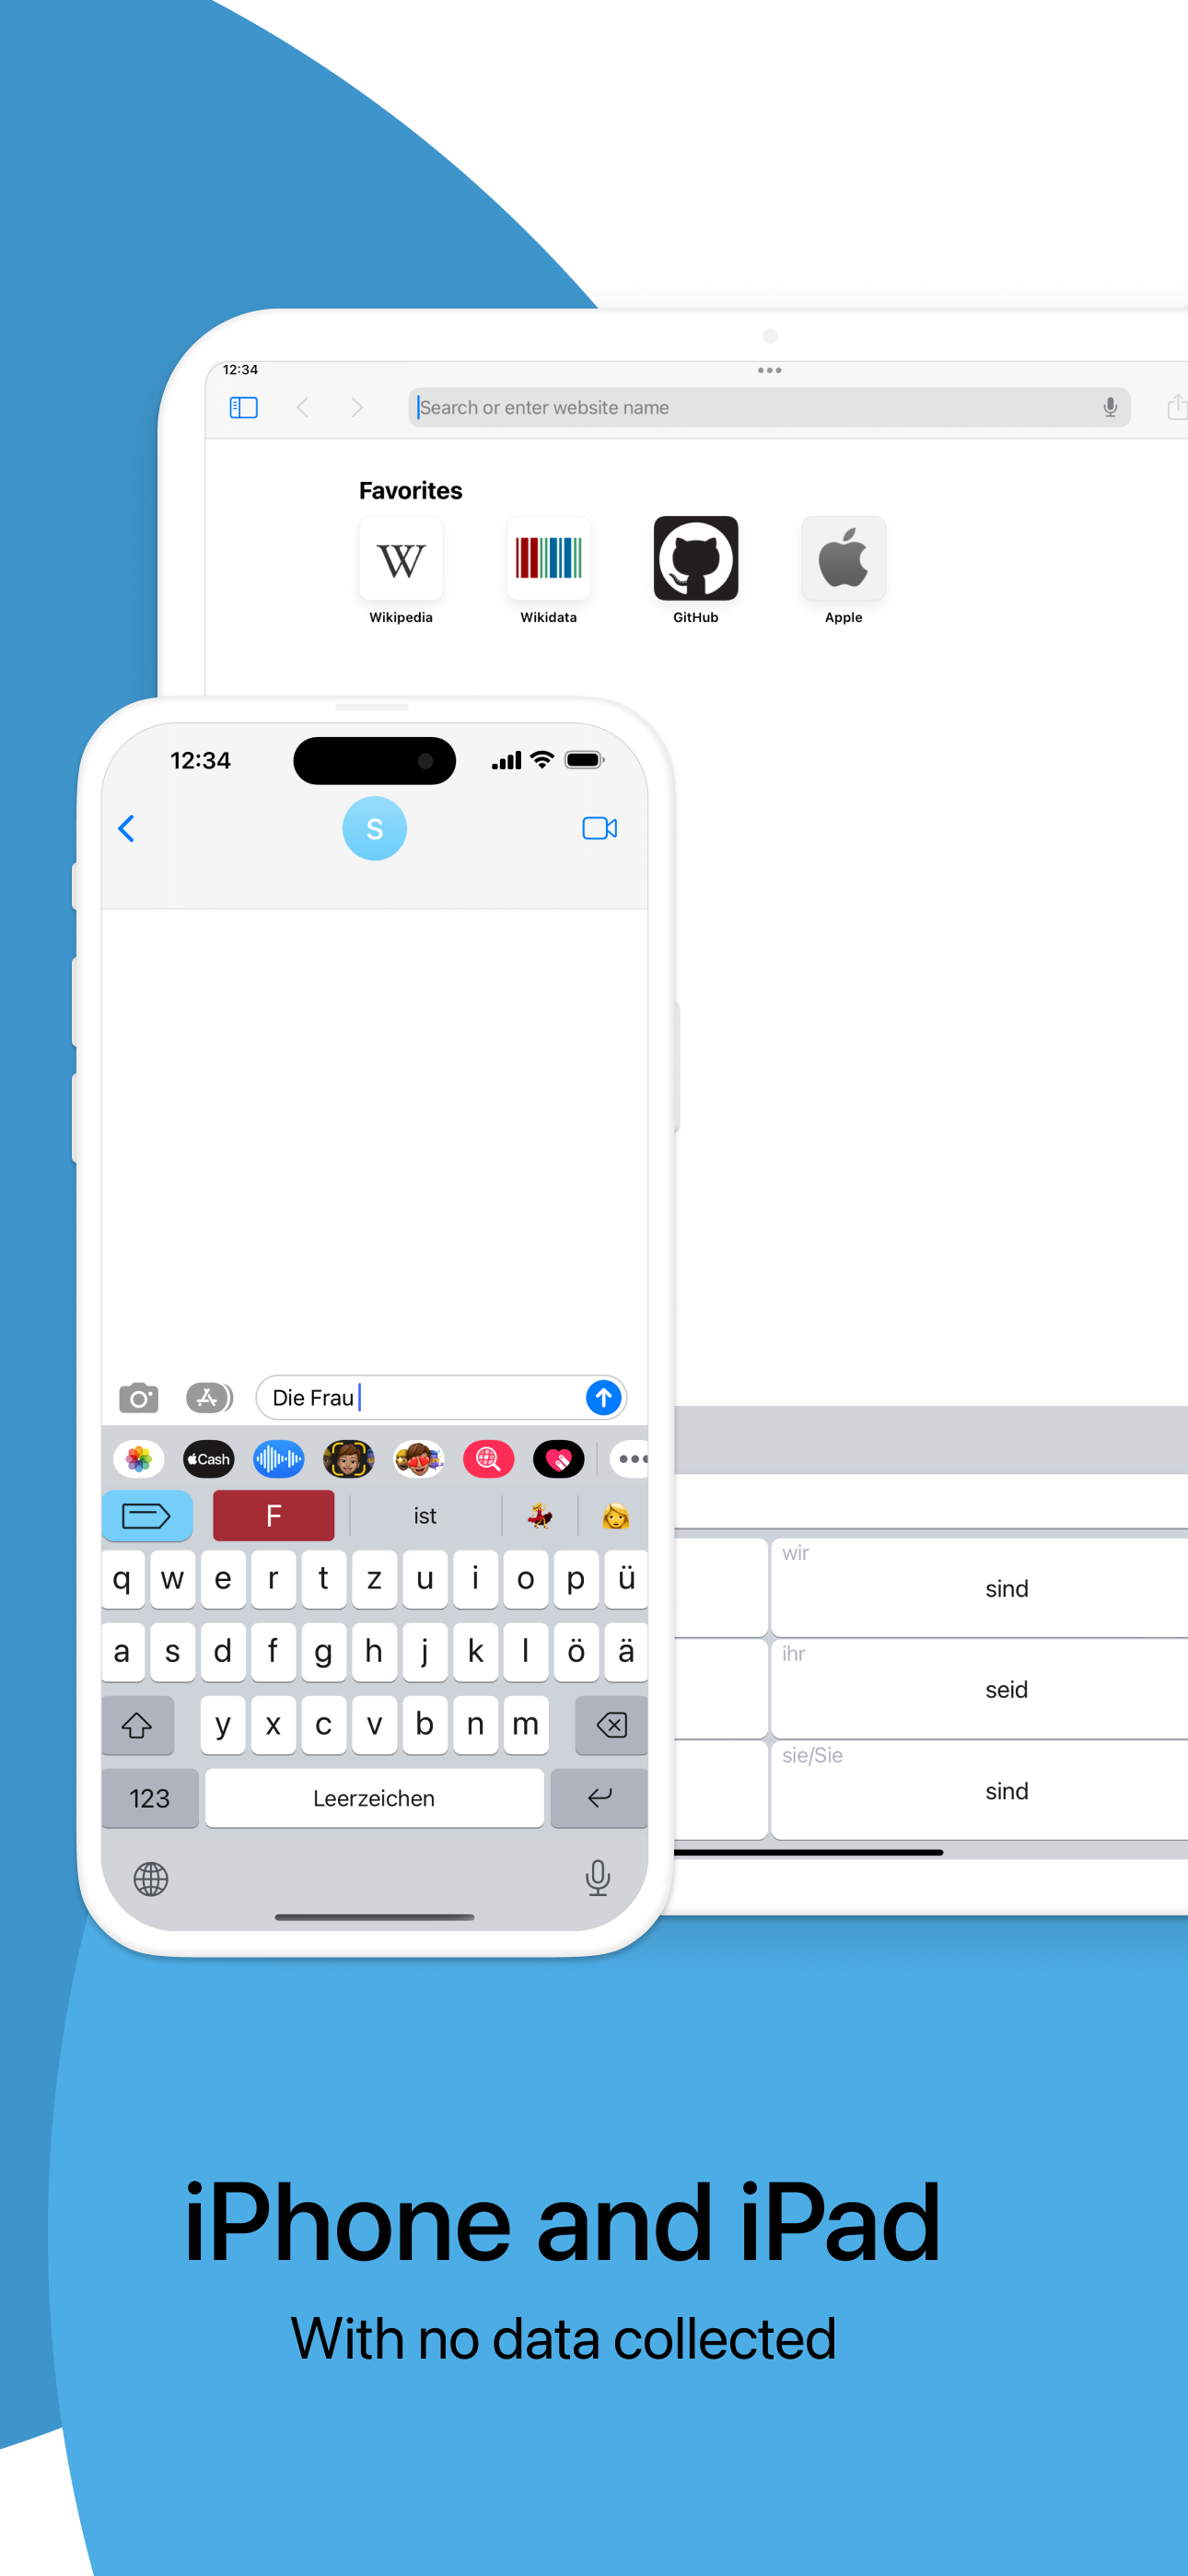 12:34
Search or enter website name
Favorites
W
Wikipedia
Wikidata
GitHub
Apple
12:34
S
Die Frau
Cash
F
ist
q w e r t z u i o p ü
a s d f g h j k l ö ä
y x c v b n m
123
Leerzeichen
wir
sind
ihr
seid
sie/Sie
sind
iPhone and iPad
With no data collected